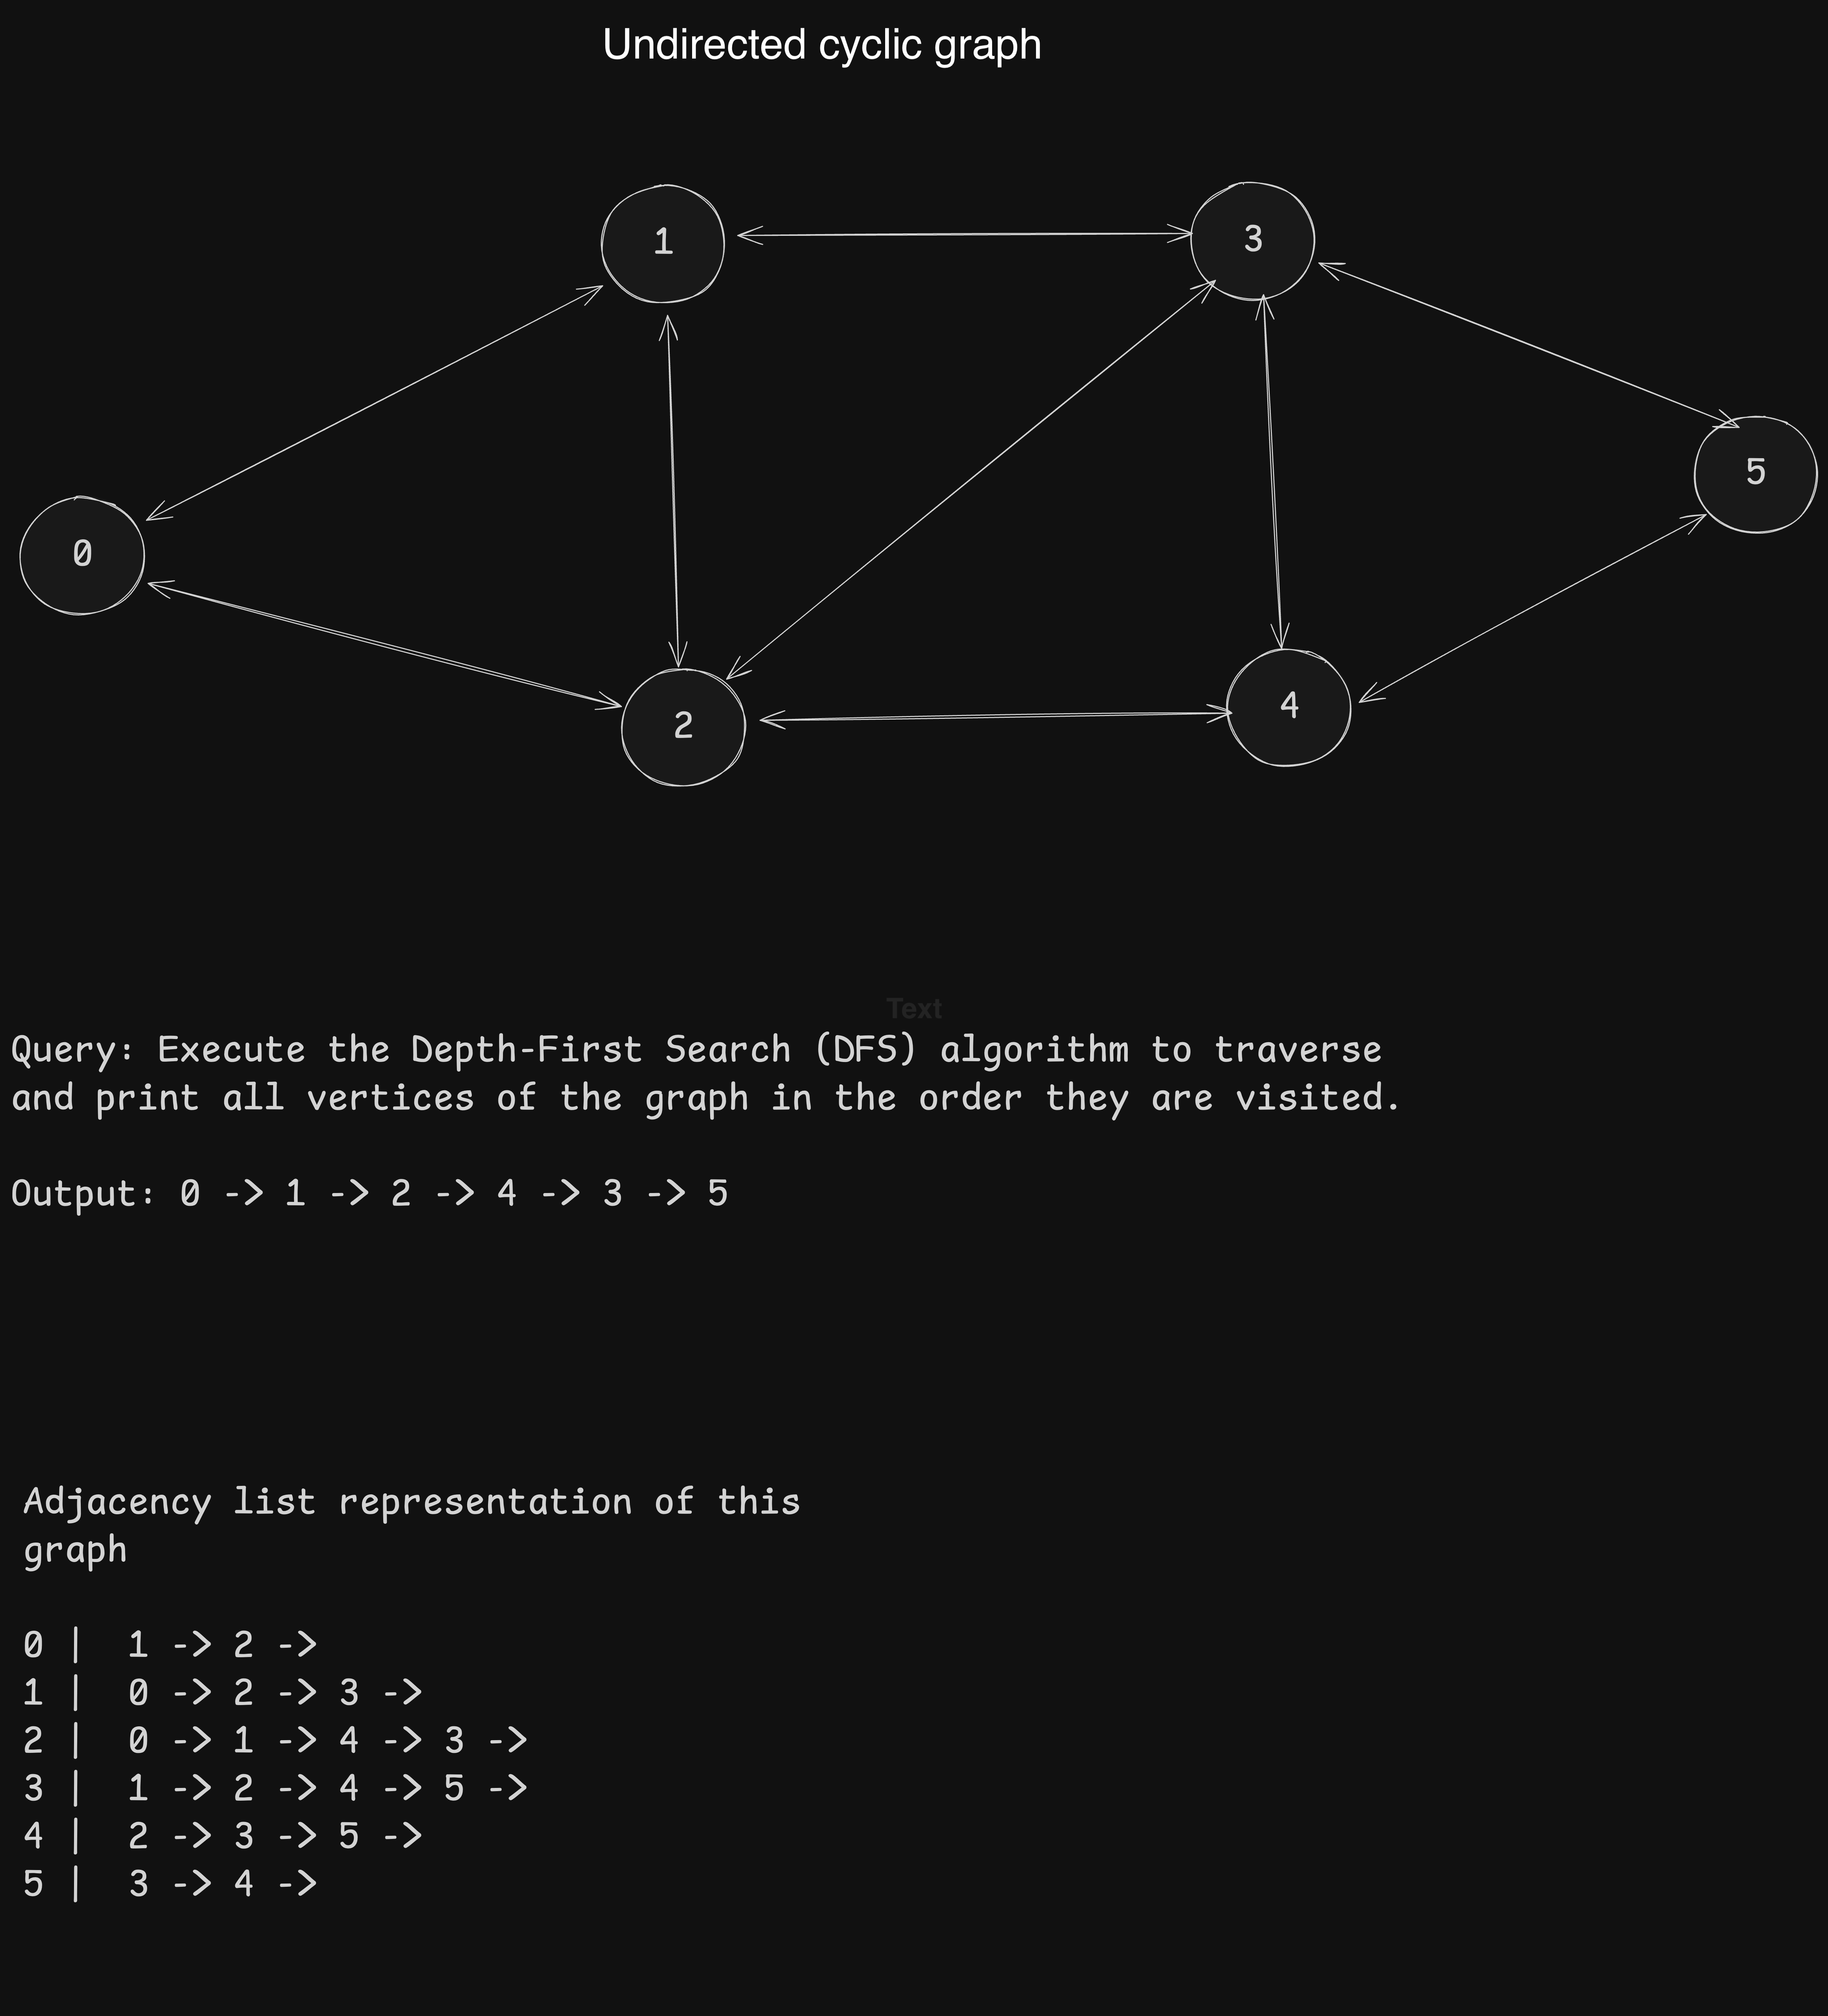 Undirected cyclic graph
1
3
5
0
2
4
Text
Query: Execute the Depth-First Search (DFS) algorithm to traverse
and print all vertices of the graph in the order they are visited.
Output: 0 -> 1 -> 2 -> 4 -> 3 -> 5
Adjacency list representation of this
graph
0 | 1 -> 2 ->
1 | 0 -> 2 -> 3 ->
2 | 0 -> 1 -> 4 -> 3 ->
3 | 1 -> 2 -> 4 -> 5 ->
4 | 2 -> 3 -> 5 ->
5 | 3 -> 4 ->